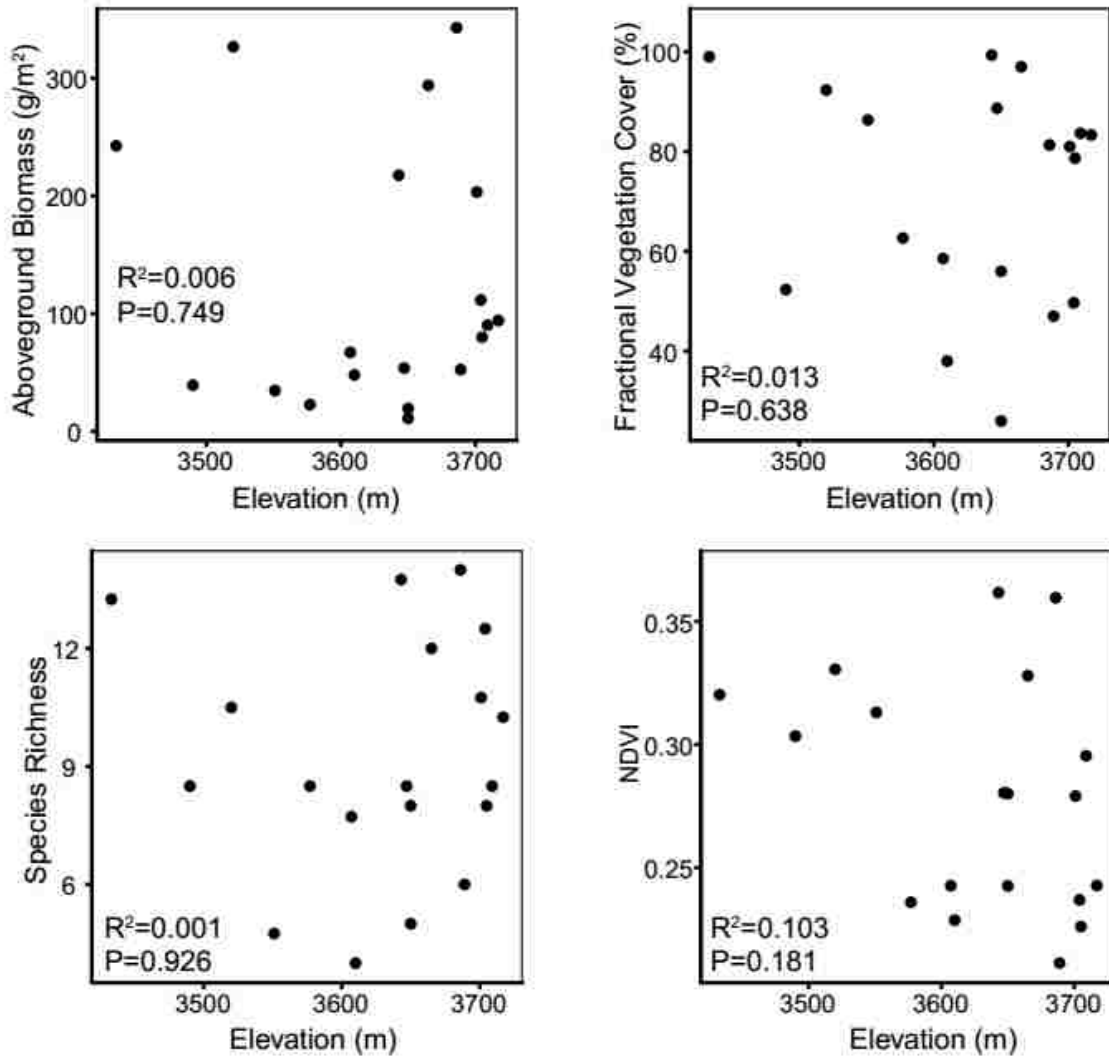 Aboveground Biomass (g/m²)
300
200
100
0
R²=0.006
P=0.749
3500 3600 3700
Elevation (m)
Fractional Vegetation Cover (%)
100
80
60
40
R²=0.013
P=0.638
3500 3600 3700
Elevation (m)
Species Richness
12
9
6
R²=0.001
P=0.926
3500 3600 3700
Elevation (m)
NDVI
0.35
0.30
0.25
R²=0.103
P=0.181
3500 3600 3700
Elevation (m)